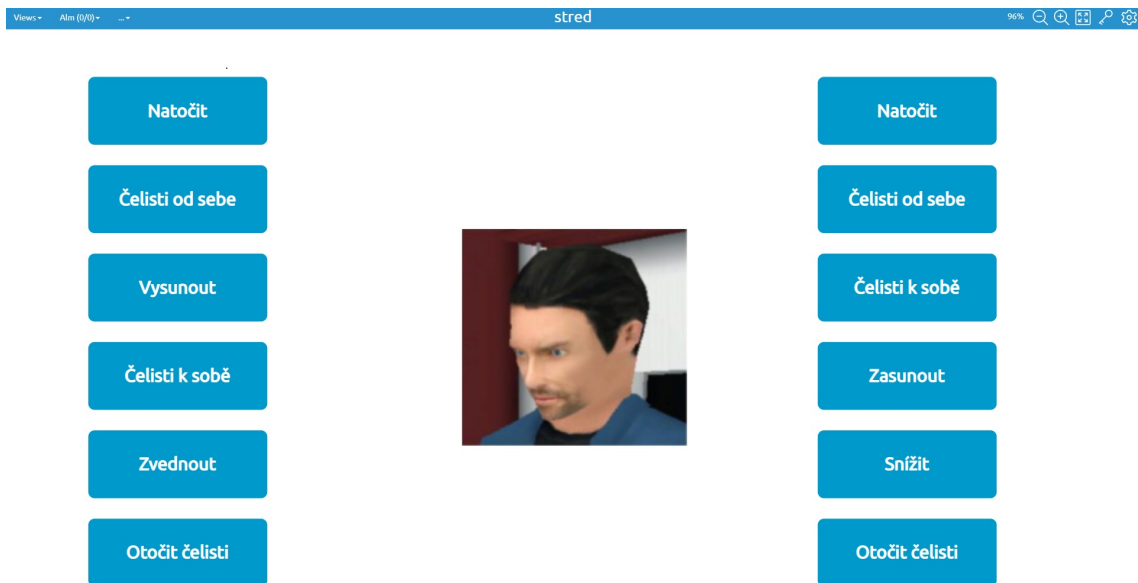 Views Alm (0/0) ... stred 96%
.
Natočit
Čelisti od sebe
Vysunout
Čelisti k sobě
Zvednout
Otočit čelisti
Natočit
Čelisti od sebe
Čelisti k sobě
Zasunout
Snížit
Otočit čelisti